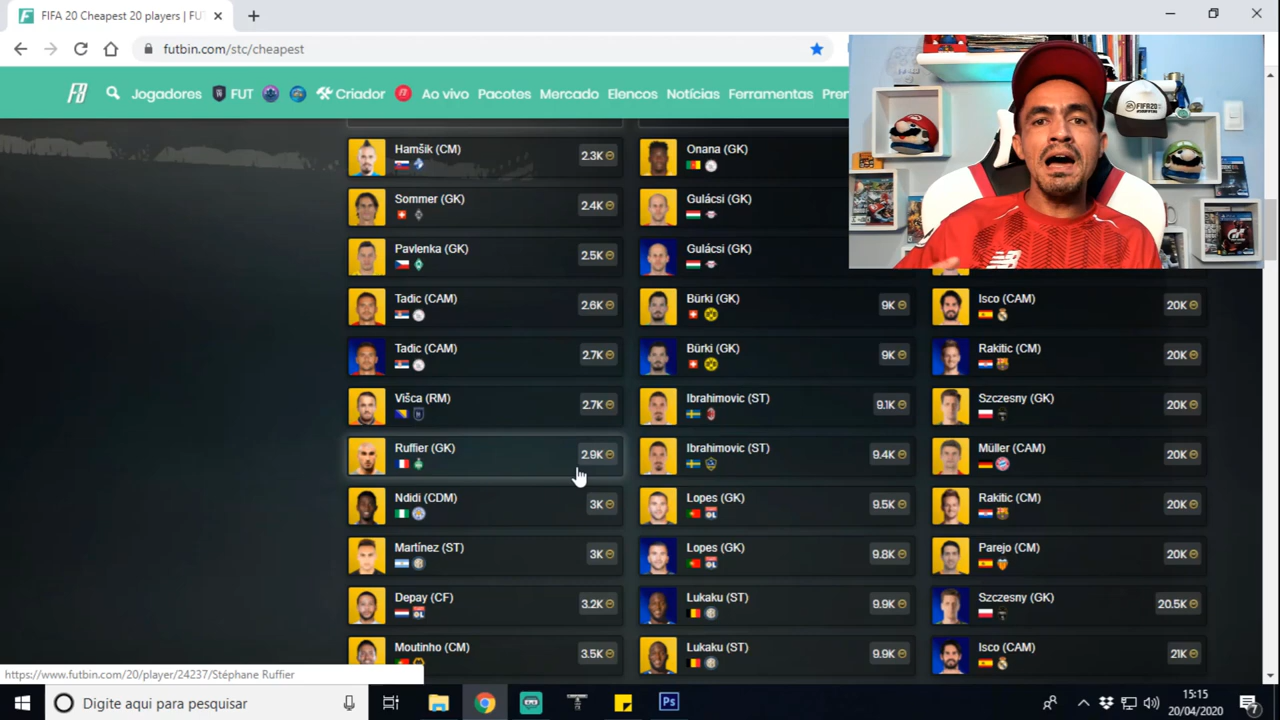 FIFA 20 Cheapest 20 players | FUT
futbin.com/stc/cheapest
F8 Jogadores FUT Criador Ao vivo Pacotes Mercado Elencos Notícias Ferramentas Prer
Hamšik (CM) 2.3K
Onana (GK)
Sommer (GK) 2.4K
Gulácsi (GK)
Pavlenka (GK) 2.5K
Gulácsi (GK)
Tadic (CAM) 2.6K
Bürki (GK) 9K
Isco (CAM) 20K
Tadic (CAM) 2.7K
Bürki (GK) 9K
Rakitic (CM) 20K
Višca (RM) 2.7K
Ibrahimovic (ST) 9.1K
Szczesny (GK) 20K
Ruffier (GK) 2.9K
Ibrahimovic (ST) 9.4K
Müller (CAM) 20K
Ndidi (CDM) 3K
Lopes (GK) 9.5K
Rakitic (CM) 20K
Martínez (ST) 3K
Lopes (GK) 9.8K
Parejo (CM) 20K
Depay (CF) 3.2K
Lukaku (ST) 9.9K
Szczesny (GK) 20.5K
Moutinho (CM) 3.5K
Lukaku (ST) 9.9K
Isco (CAM) 21K
https://www.futbin.com/20/player/24237/Stéphane Ruffier
Digite aqui para pesquisar
15:15
20/04/2020
7
FIFA20